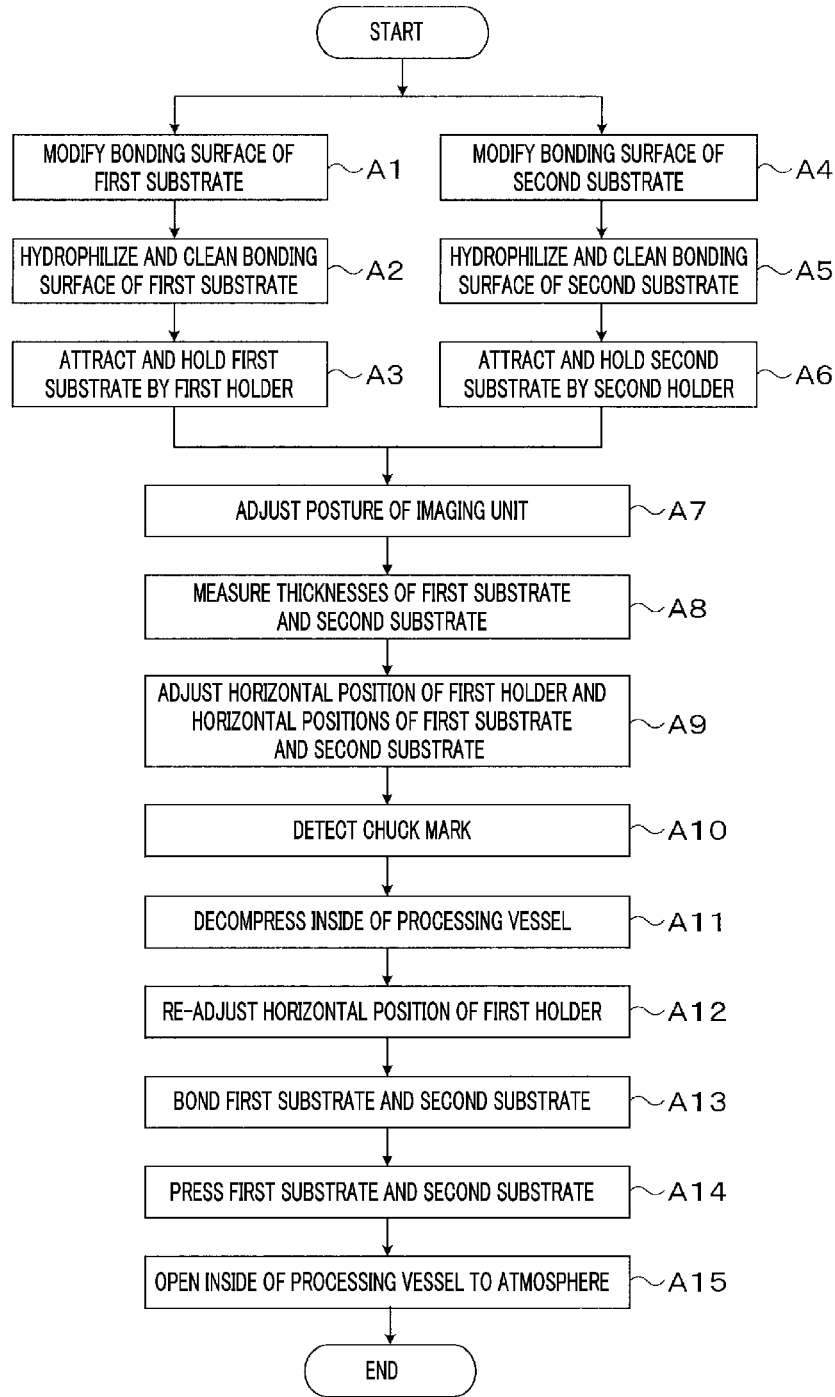 START
MODIFY BONDING SURFACE OF
FIRST SUBSTRATE
A1
MODIFY BONDING SURFACE OF
SECOND SUBSTRATE
A4
HYDROPHILIZE AND CLEAN BONDING
SURFACE OF FIRST SUBSTRATE
A2
HYDROPHILIZE AND CLEAN BONDING
SURFACE OF SECOND SUBSTRATE
A5
ATTRACT AND HOLD FIRST
SUBSTRATE BY FIRST HOLDER
A3
ATTRACT AND HOLD SECOND
SUBSTRATE BY SECOND HOLDER
A6
ADJUST POSTURE OF IMAGING UNIT
A7
MEASURE THICKNESSES OF FIRST SUBSTRATE
AND SECOND SUBSTRATE
A8
ADJUST HORIZONTAL POSITION OF FIRST HOLDER AND
HORIZONTAL POSITIONS OF FIRST SUBSTRATE
AND SECOND SUBSTRATE
A9
DETECT CHUCK MARK
A10
DECOMPRESS INSIDE OF PROCESSING VESSEL
A11
RE-ADJUST HORIZONTAL POSITION OF FIRST HOLDER
A12
BOND FIRST SUBSTRATE AND SECOND SUBSTRATE
A13
PRESS FIRST SUBSTRATE AND SECOND SUBSTRATE
A14
OPEN INSIDE OF PROCESSING VESSEL TO ATMOSPHERE
A15
END